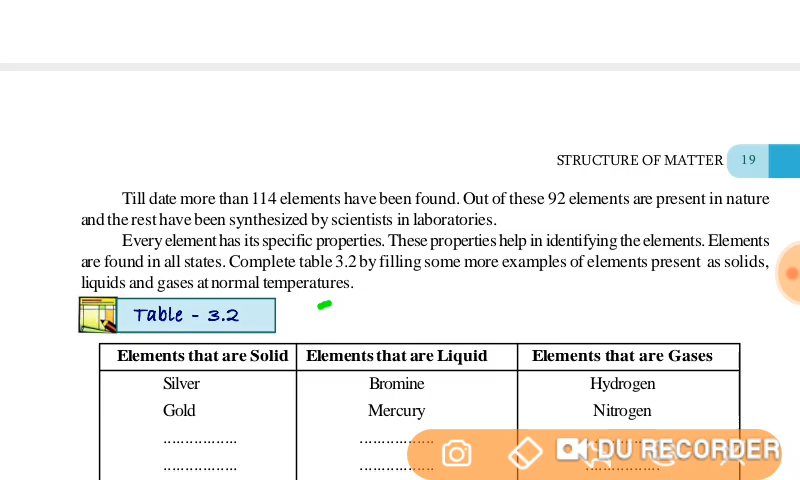 STRUCTURE OF MATTER 19
Till date more than 114 elements have been found. Out of these 92 elements are present in nature
and the rest have been synthesized by scientists in laboratories.
Every element has its specific properties. These properties help in identifying the elements. Elements
are found in all states. Complete table 3.2 by filling some more examples of elements present as solids,
liquids and gases at normal temperatures.
Table - 3.2
Elements that are Solid Elements that are Liquid Elements that are Gases
Silver Bromine Hydrogen
Gold Mercury Nitrogen
.................. .................. 
.................. .................. ..................
DU RECORDER